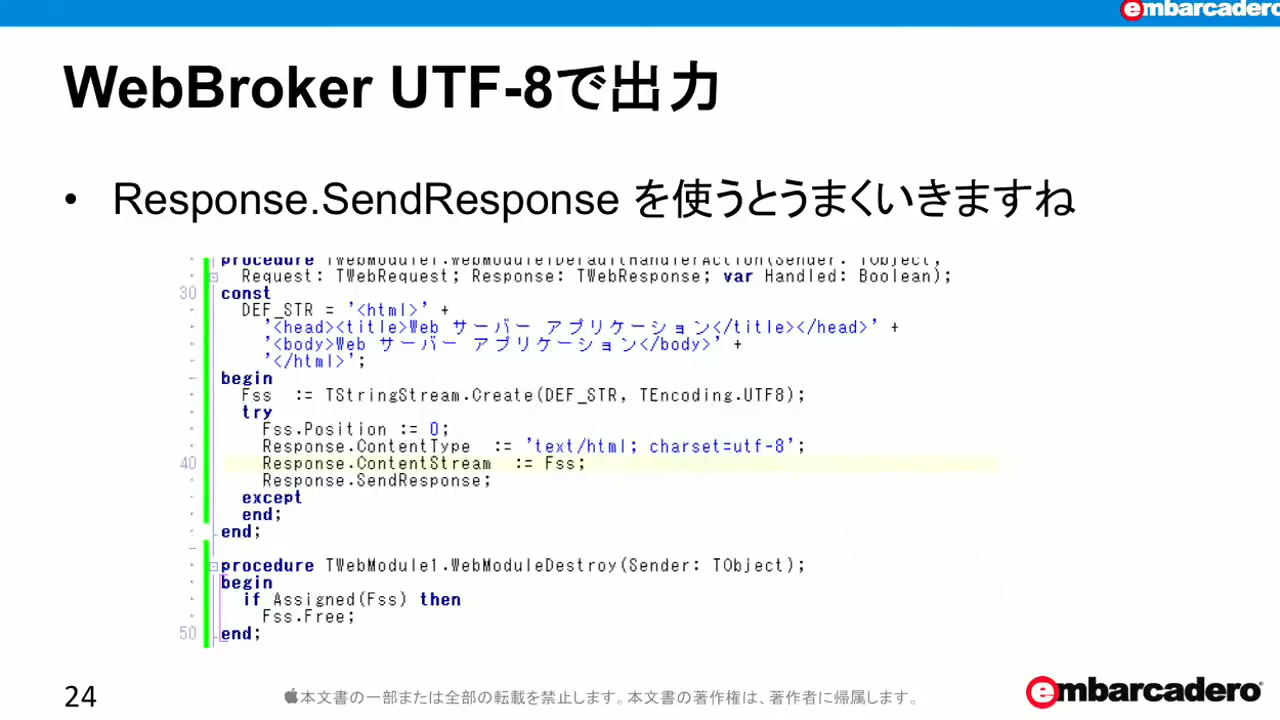 embarcadero
WebBroker UTF-8で出力
• Response.SendResponse を使うとうまくいきますね
procedure TWebModule1.WebModule1DefaultHandlerAction(Sender: TObject;
Request: TWebRequest; Response: TWebResponse; var Handled: Boolean);
30 const
DEF_STR = '<html>' +
'<head><title>Web サーバー アプリケーション</title></head>' +
'<body>Web サーバー アプリケーション</body>' +
'</html>';
begin
Fss := TStringStream.Create(DEF_STR, TEncoding.UTF8);
try
Fss.Position := 0;
Response.ContentType := 'text/html; charset=utf-8';
40 Response.ContentStream := Fss;
Response.SendResponse;
except
end;
end;
procedure TWebModule1.WebModuleDestroy(Sender: TObject);
begin
if Assigned(Fss) then
Fss.Free;
50 end;
24
本文書の一部または全部の転載を禁止します。本文書の著作権は、著作者に帰属します。
embarcadero